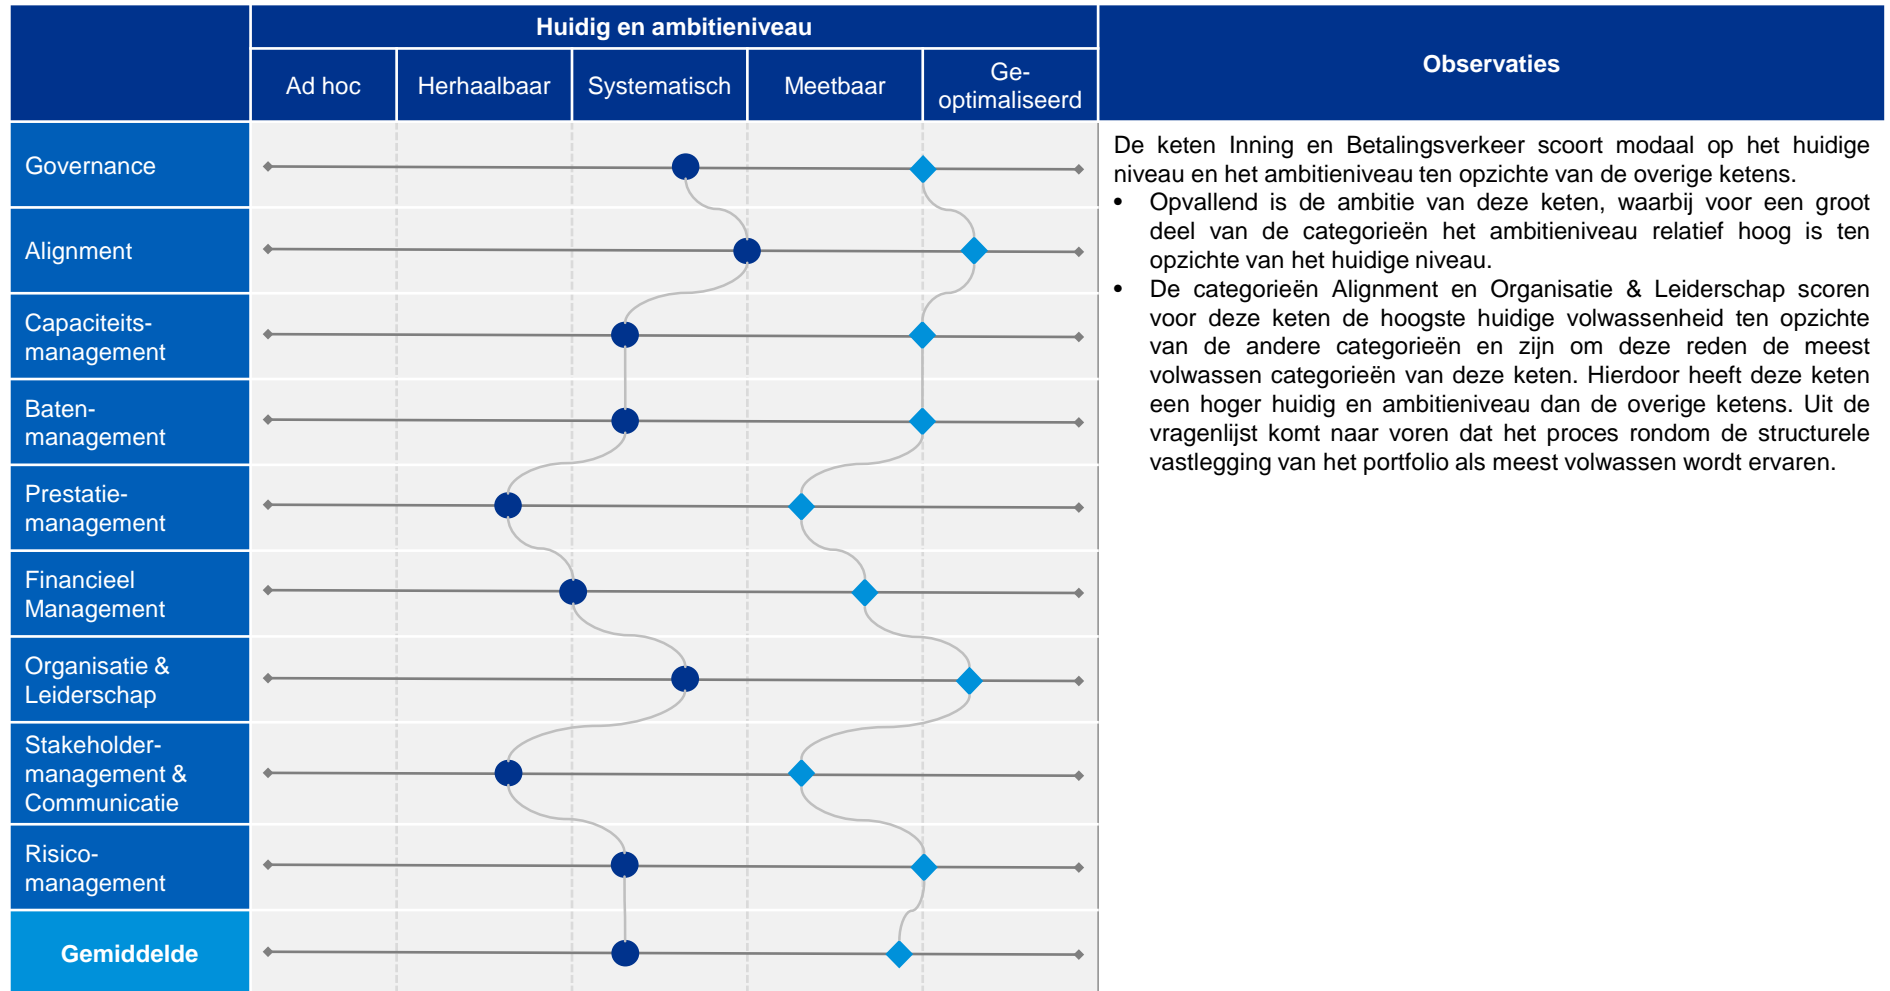 Huidig en ambitieniveau
Observaties
Ad hoc
Herhaalbaar
Systematisch
Meetbaar
Ge-
optimaliseerd
Governance
Alignment
Capaciteits-
management
Baten-
management
Prestatie-
management
Financieel
Management
Organisatie &
Leiderschap
Stakeholder-
management &
Communicatie
Risico-
management
Gemiddelde
De keten Inning en Betalingsverkeer scoort modaal op het huidige
niveau en het ambitieniveau ten opzichte van de overige ketens.
• Opvallend is de ambitie van deze keten, waarbij voor een groot
deel van de categorieën het ambitieniveau relatief hoog is ten
opzichte van het huidige niveau.
• De categorieën Alignment en Organisatie & Leiderschap scoren
voor deze keten de hoogste huidige volwassenheid ten opzichte
van de andere categorieën en zijn om deze reden de meest
volwassen categorieën van deze keten. Hierdoor heeft deze keten
een hoger huidig en ambitieniveau dan de overige ketens. Uit de
vragenlijst komt naar voren dat het proces rondom de structurele
vastlegging van het portfolio als meest volwassen wordt ervaren.